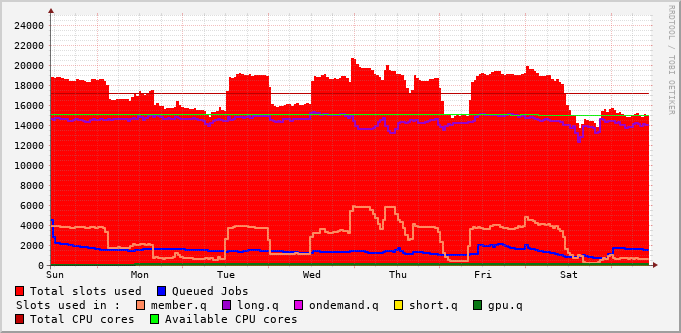 24000
22000
20000
18000
16000
14000
12000
10000
8000
6000
4000
2000
0
Sun Mon Tue Wed Thu Fri Sat
RRDTOOL / TOBI OETIKER
Total slots used Queued Jobs
Slots used in : member.q long.q ondemand.q short.q gpu.q
Total CPU cores Available CPU cores